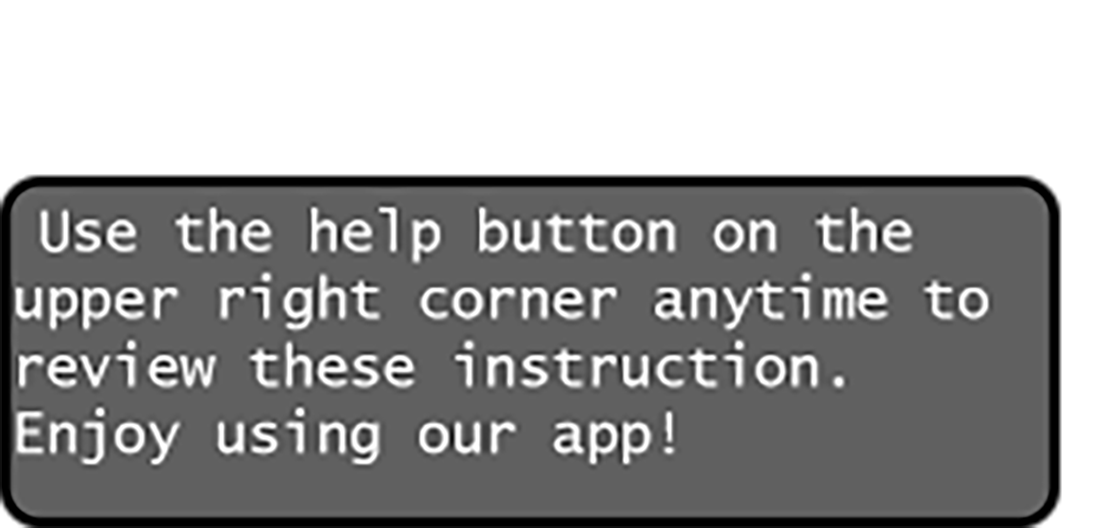 Use the help button on the
upper right corner anytime to
review these instruction.
Enjoy using our app!